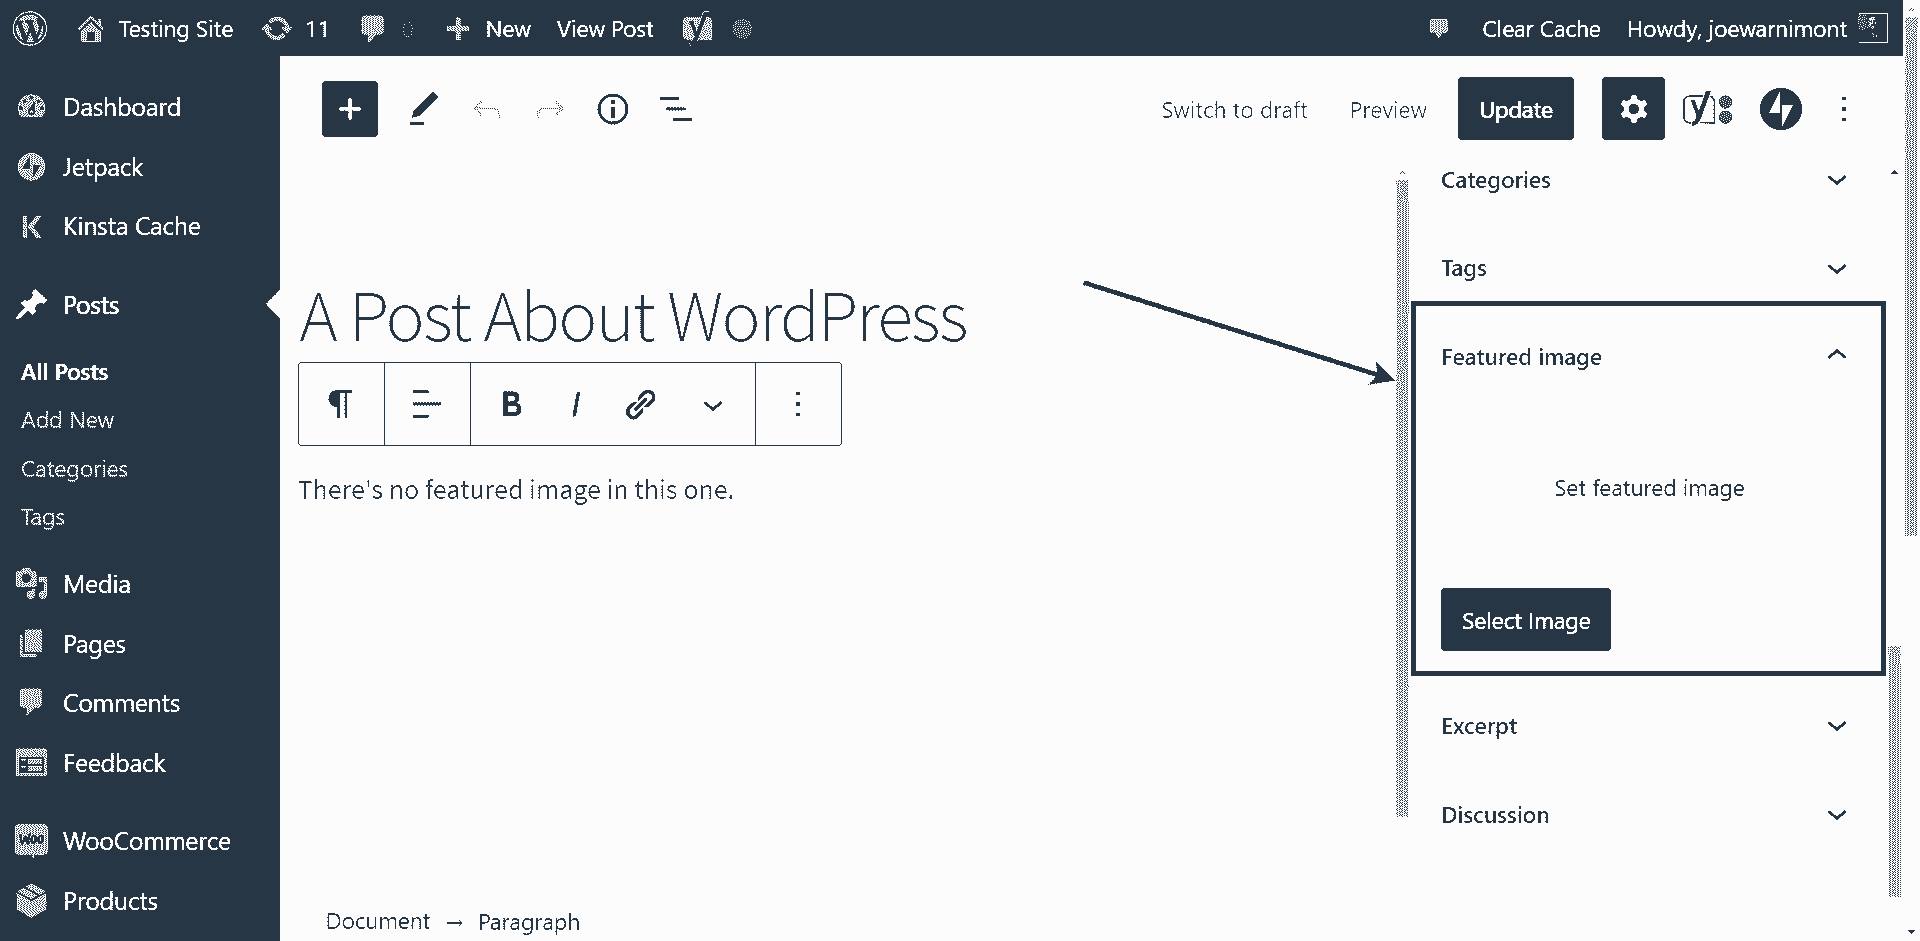 Testing Site 11 New View Post Clear Cache Howdy, joewarnimont
Dashboard
Jetpack
Kinsta Cache
Posts
All Posts
Add New
Categories
Tags
Media
Pages
Comments
Feedback
WooCommerce
Products
Switch to draft Preview Update
A Post About WordPress
B I
There's no featured image in this one.
Document → Paragraph
Categories
Tags
Featured image
Set featured image
Select Image
Excerpt
Discussion